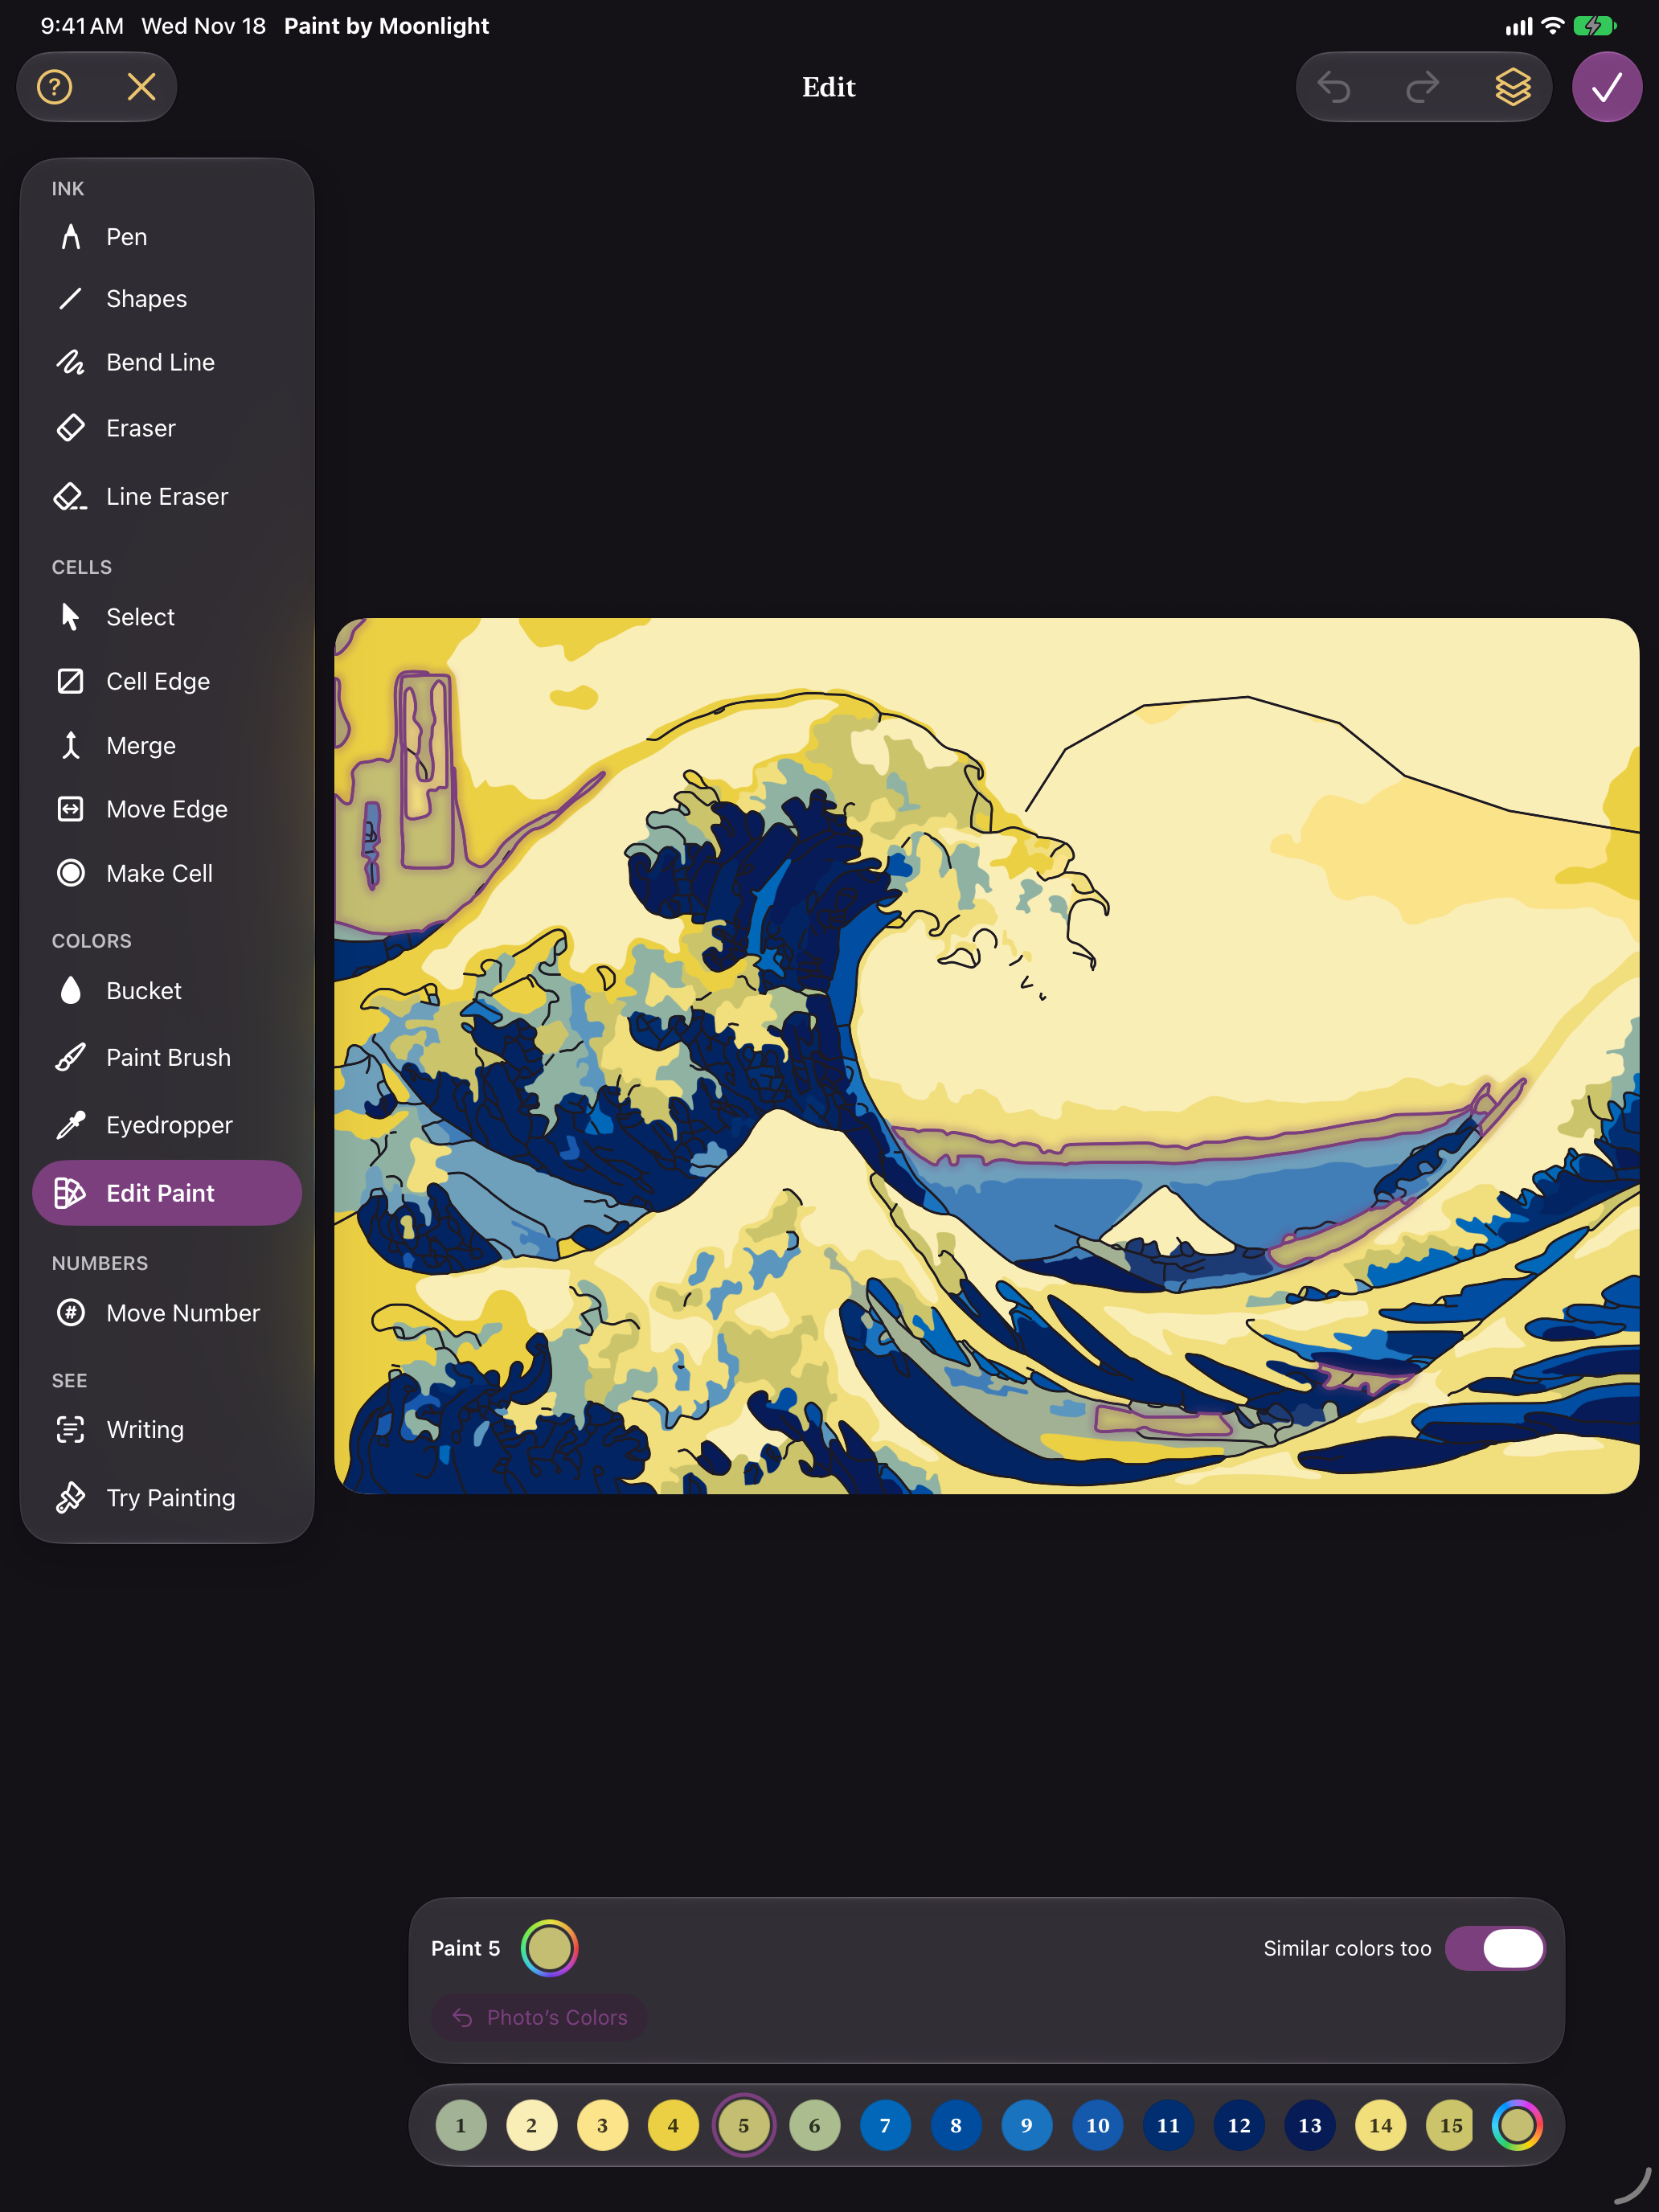 9:41 AM Wed Nov 18 Paint by Moonlight
?
Edit
INK
Pen
Shapes
Bend Line
Eraser
Line Eraser
CELLS
Select
Cell Edge
Merge
Move Edge
Make Cell
COLORS
Bucket
Paint Brush
Eyedropper
Edit Paint
NUMBERS
# Move Number
SEE
Writing
Try Painting
Paint 5
Similar colors too
Photo’s Colors
1 2 3 4 5 6 7 8 9 10 11 12 13 14 15